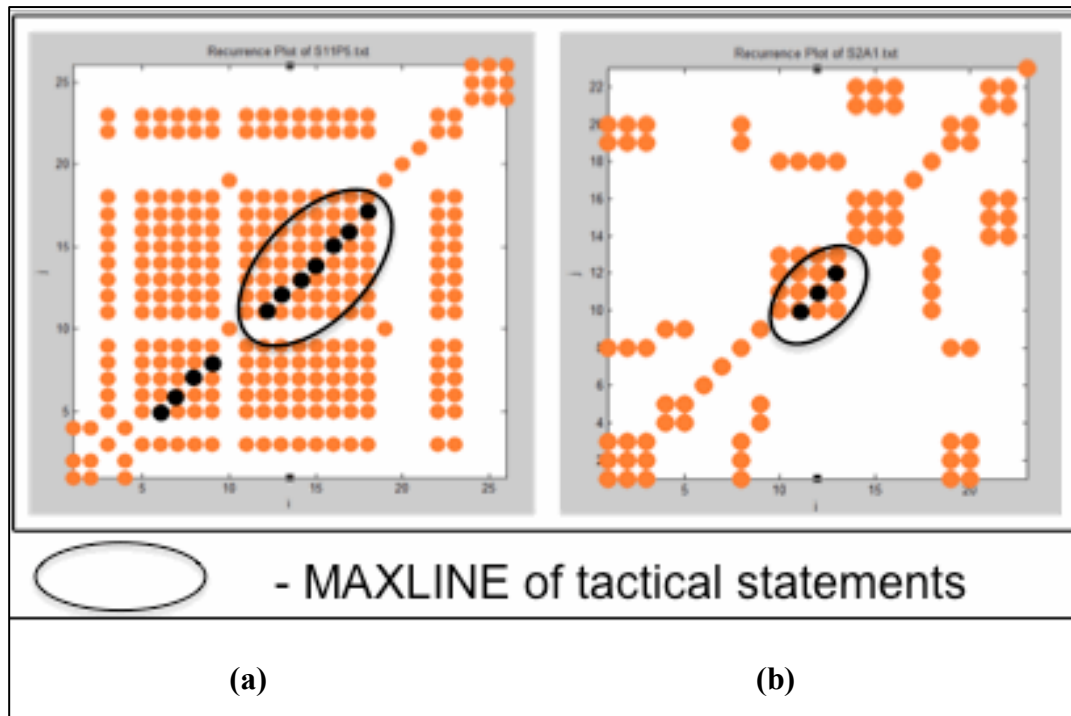 Recurrence Plot of S11P5.txt
Recurrence Plot of S2A1.txt
25
20
15
10
5
j
5 10 15 20 25
i
22
20
18
16
14
12
10
8
6
4
2
j
5 10 15 20
i
- MAXLINE of tactical statements
(a) (b)